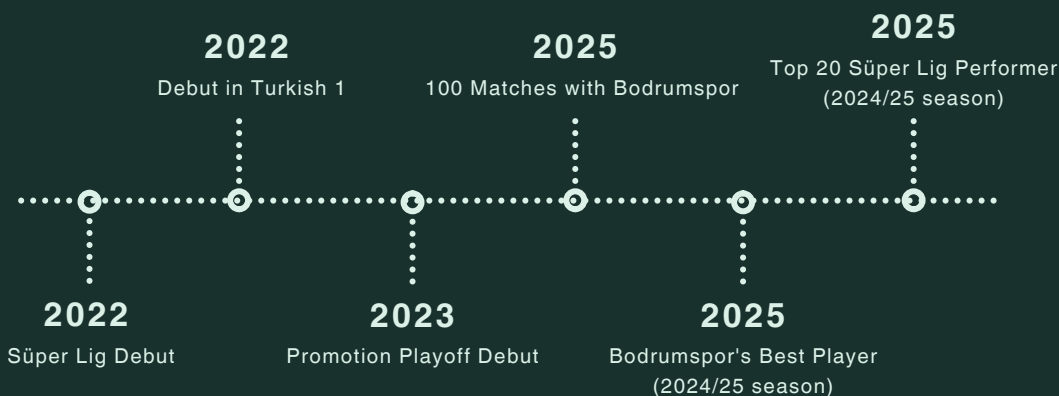 2022
Süper Lig Debut
2022
Debut in Turkish 1
2023
Promotion Playoff Debut
2025
100 Matches with Bodrumspor
2025
Bodrumspor's Best Player
(2024/25 season)
2025
Top 20 Süper Lig Performer
(2024/25 season)